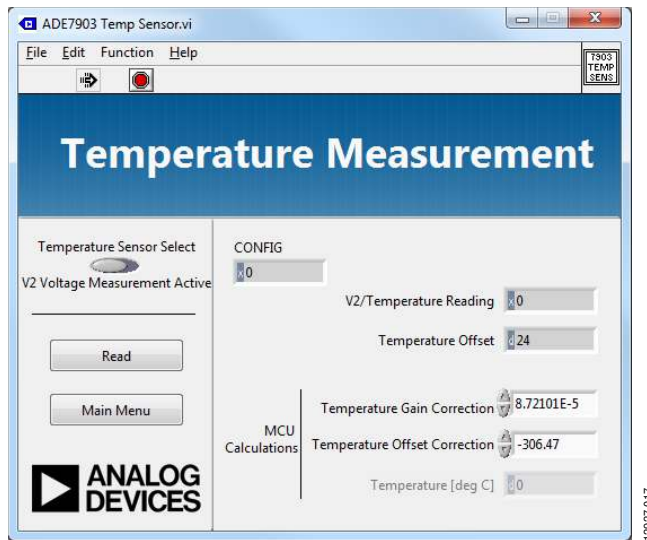 ADE7903 Temp Sensor.vi
File Edit Function Help
7903
TEMP
SENS
Temperature Measurement
Temperature Sensor Select
V2 Voltage Measurement Active
Read
Main Menu
ANALOG
DEVICES
CONFIG
x 0
V2/Temperature Reading x 0
Temperature Offset d 24
MCU
Calculations
Temperature Gain Correction 8.72101E-5
Temperature Offset Correction -306.47
Temperature [deg C] 0